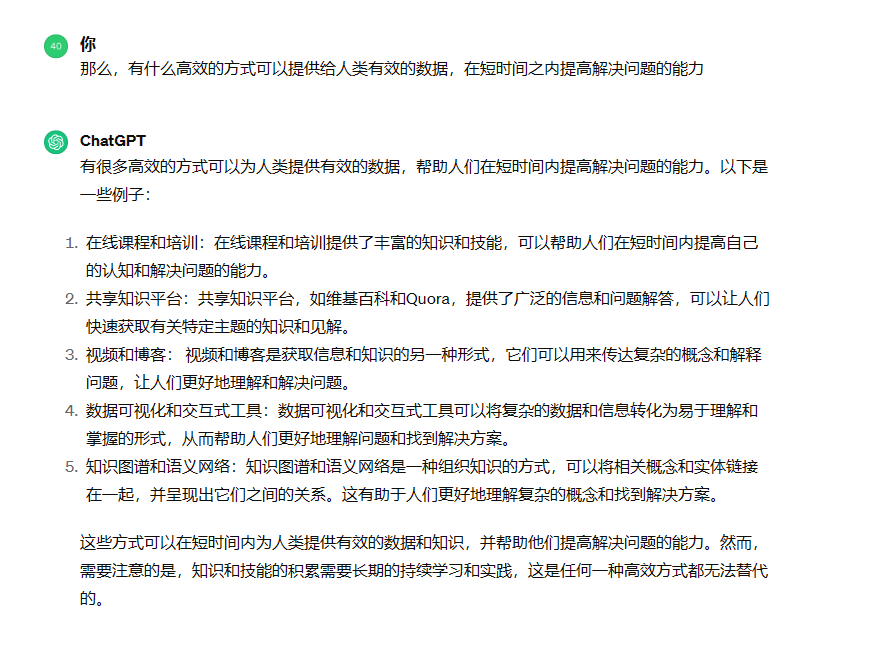 40
你
那么，有什么高效的方式可以提供给人类有效的数据，在短时间之内提高解决问题的能力
ChatGPT
有很多高效的方式可以为人类提供有效的数据，帮助人们在短时间内提高解决问题的能力。以下是
一些例子：
1. 在线课程和培训：在线课程和培训提供了丰富的知识和技能，可以帮助人们在短时间内提高自己
的认知和解决问题的能力。
2. 共享知识平台：共享知识平台，如维基百科和Quora，提供了广泛的信息和问题解答，可以让人们
快速获取有关特定主题的知识和见解。
3. 视频和博客： 视频和博客是获取信息和知识的另一种形式，它们可以用来传达复杂的概念和解释
问题，让人们更好地理解和解决问题。
4. 数据可视化和交互式工具：数据可视化和交互式工具可以将复杂的数据和信息转化为易于理解和
掌握的形式，从而帮助人们更好地理解问题和找到解决方案。
5. 知识图谱和语义网络：知识图谱和语义网络是一种组织知识的方式，可以将相关概念和实体链接
在一起，并呈现出它们之间的关系。这有助于人们更好地理解复杂的概念和找到解决方案。
这些方式可以在短时间内为人类提供有效的数据和知识，并帮助他们提高解决问题的能力。然而，
需要注意的是，知识和技能的积累需要长期的持续学习和实践，这是任何一种高效方式都无法替代
的。